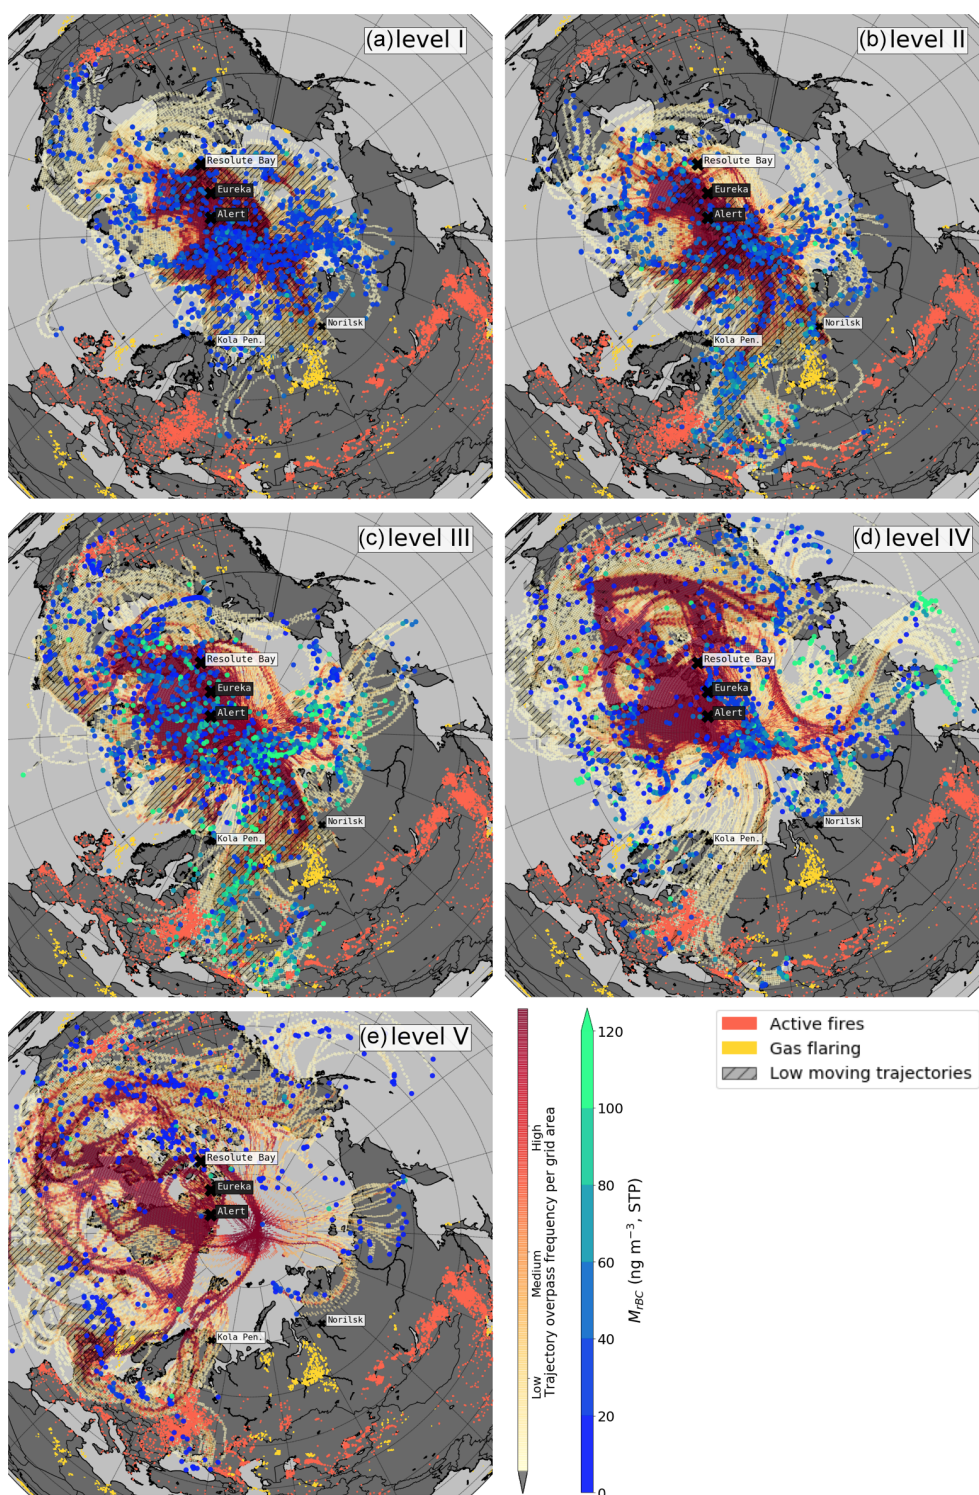 (a) level I
Resolute Bay
Eureka
Alert
Norilsk
Kola Pen.
(b) level II
Resolute Bay
Eureka
Alert
Norilsk
Kola Pen.
(c) level III
Resolute Bay
Eureka
Alert
Norilsk
Kola Pen.
(d) level IV
Resolute Bay
Eureka
Alert
Norilsk
Kola Pen.
(e) level V
Resolute Bay
Eureka
Alert
Norilsk
Kola Pen.
High
Medium
Low
Trajectory overpass frequency per grid area
120
100
80
60
40
20
0
M_rBC (ng m⁻³, STP)
Active fires
Gas flaring
Low moving trajectories